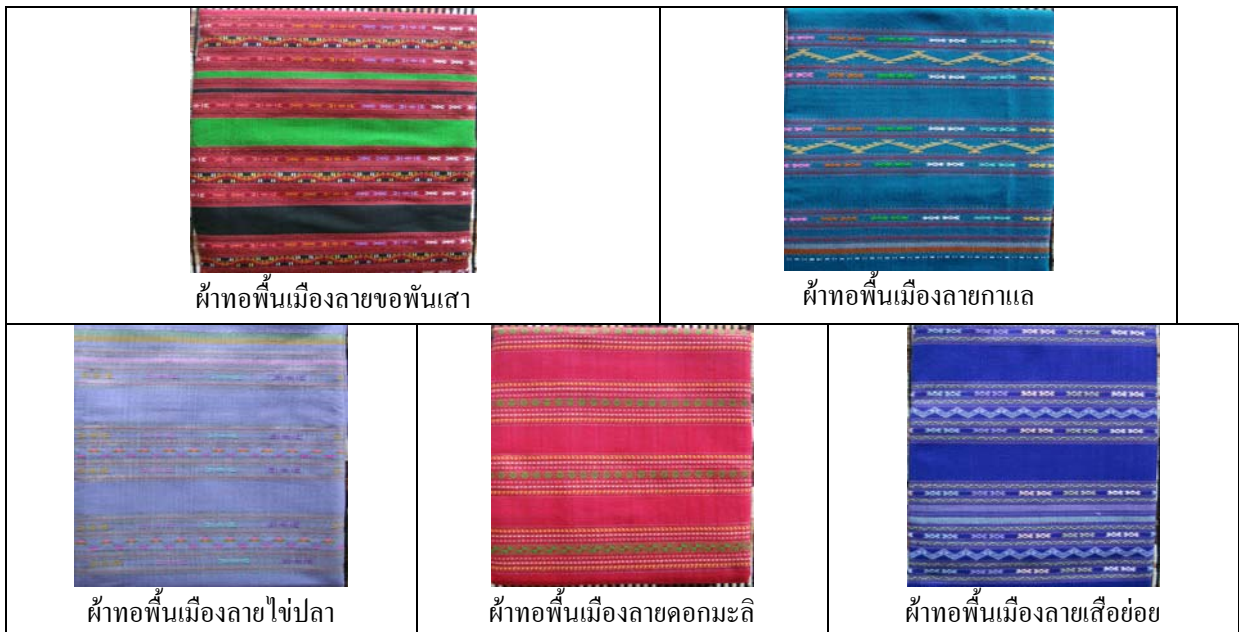 ผ้าทอพื้นเมืองลายขอพันเสา
ผ้าทอพื้นเมืองลายกาแล
ผ้าทอพื้นเมืองลายไข่ปลา
ผ้าทอพื้นเมืองลายดอกมะลิ
ผ้าทอพื้นเมืองลายเสือย่อย